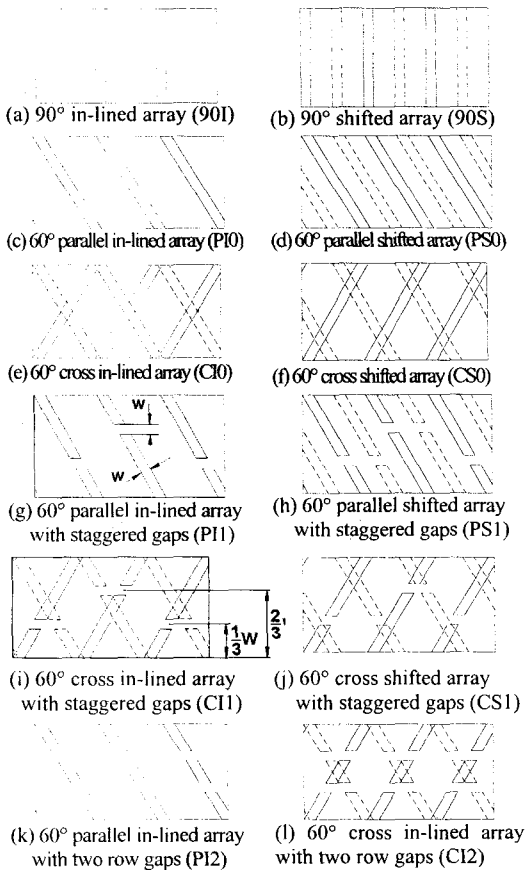 (a) 90° in-lined array (90I)
(b) 90° shifted array (90S)
(c) 60° parallel in-lined array (PI0)
(d) 60° parallel shifted array (PS0)
(e) 60° cross in-lined array (CI0)
(f) 60° cross shifted array (CS0)
w
w
(g) 60° parallel in-lined array
with staggered gaps (PI1)
(h) 60° parallel shifted array
with staggered gaps (PS1)
1/3 W
2/3
(i) 60° cross in-lined array
with staggered gaps (CI1)
(j) 60° cross shifted array
with staggered gaps (CS1)
(k) 60° parallel in-lined array
with two row gaps (PI2)
(l) 60° cross in-lined array
with two row gaps (CI2)